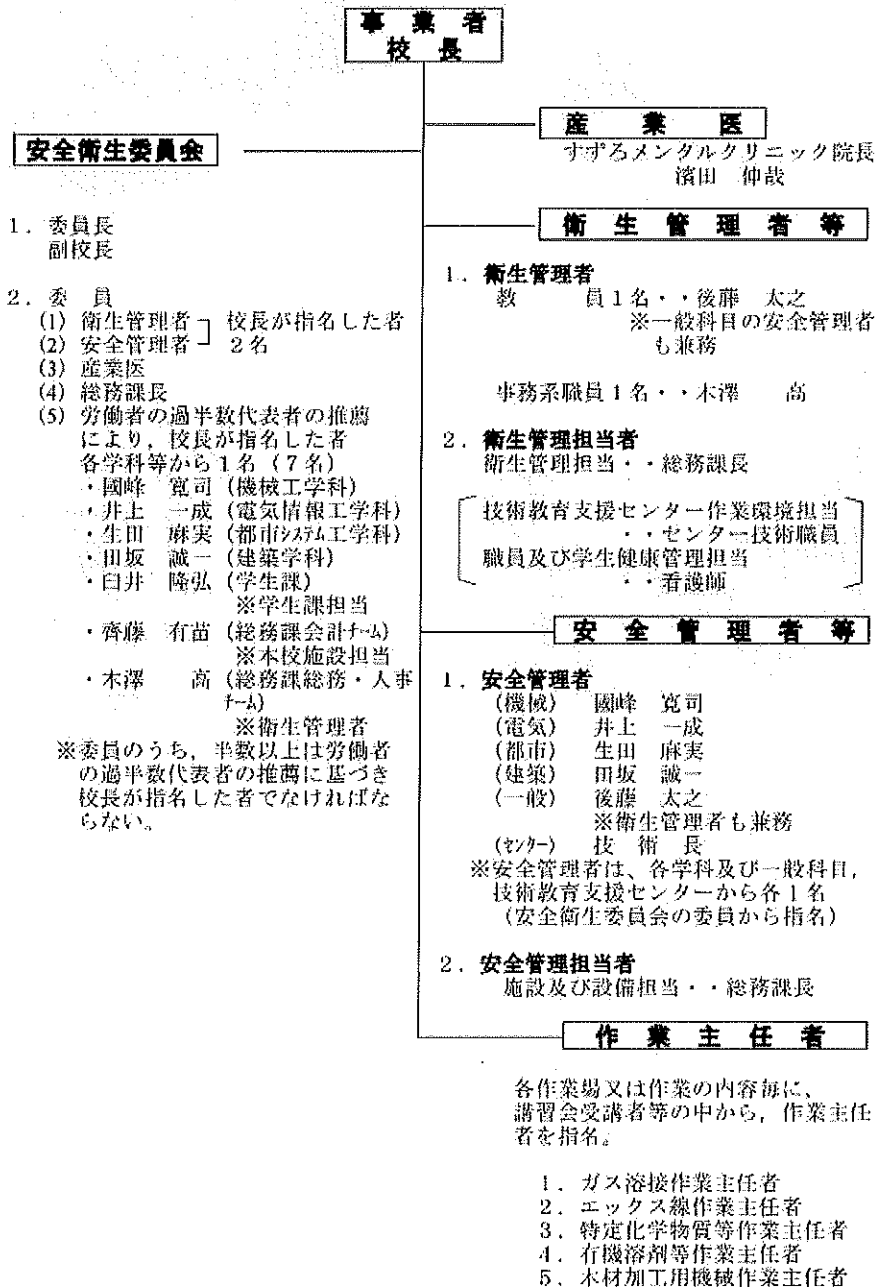 事業者
校長
安全衛生委員会
1．委員長
副校長
2．委 員
(1) 衛生管理者 校長が指名した者
(2) 安全管理者 2名
(3) 産業医
(4) 総務課長
(5) 労働者の過半数代表者の推薦
により，校長が指名した者
各学科等から1名（7名）
・國峰 寛司（機械工学科）
・井上 一成（電気情報工学科）
・生田 麻実（都市ｼｽﾃﾑ工学科）
・田坂 誠一（建築学科）
・臼井 隆弘（学生課）
※学生課担当
・齊藤 有苗（総務課会計ﾁｰﾑ）
※本校施設担当
・木澤 高（総務課総務・人事
ﾁｰﾑ）
※衛生管理者
※委員のうち，半数以上は労働者
の過半数代表者の推薦に基づき
校長が指名した者でなければな
らない。
産業医
すずろメンタルクリニック院長
濱田 伸哉
衛生管理者等
1．衛生管理者
教 員1名・・後藤 太之
※一般科目の安全管理者
も兼務
事務系職員1名・・木澤 高
2．衛生管理担当者
衛生管理担当・・総務課長
技術教育支援センター作業環境担当
・・センター技術職員
職員及び学生健康管理担当
・・看護師
安全管理者等
1．安全管理者
(機械) 國峰 寛司
(電気) 井上 一成
(都市) 生田 麻実
(建築) 田坂 誠一
(一般) 後藤 太之
※衛生管理者も兼務
(ｾﾝﾀｰ) 技術長
※安全管理者は、各学科及び一般科目，
技術教育支援センターから各1名
（安全衛生委員会の委員から指名）
2．安全管理担当者
施設及び設備担当・・総務課長
作業主任者
各作業場又は作業の内容毎に、
講習会受講者等の中から，作業主任
者を指名。
1．ガス溶接作業主任者
2．エックス線作業主任者
3．特定化学物質等作業主任者
4．有機溶剤等作業主任者
5．木材加工用機械作業主任者